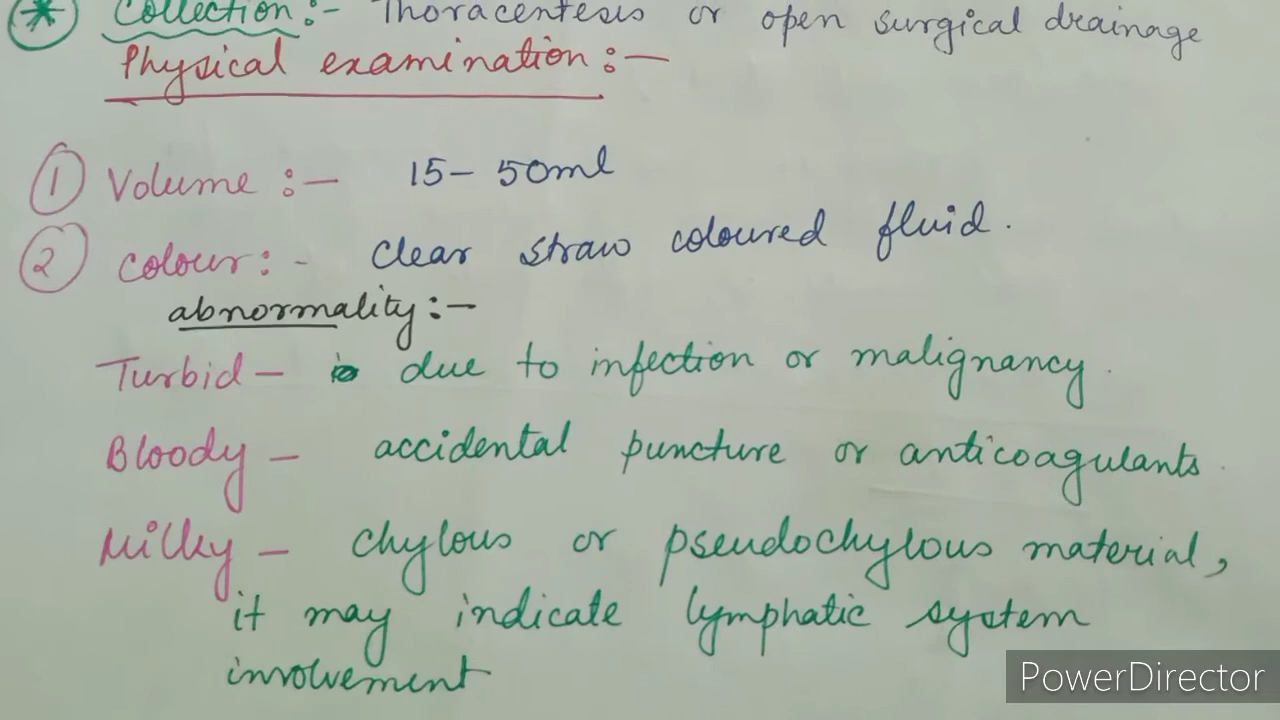 Collection:- Thoracentesis or open surgical drainage
Physical examination:-
1 Volume:- 15- 50ml
2 Colour:- Clear straw coloured fluid.
abnormality:-
Turbid- due to infection or malignancy.
Bloody- accidental puncture or anticoagulants.
Milky- chylous or pseudochylous material,
it may indicate lymphatic system
involvement
PowerDirector